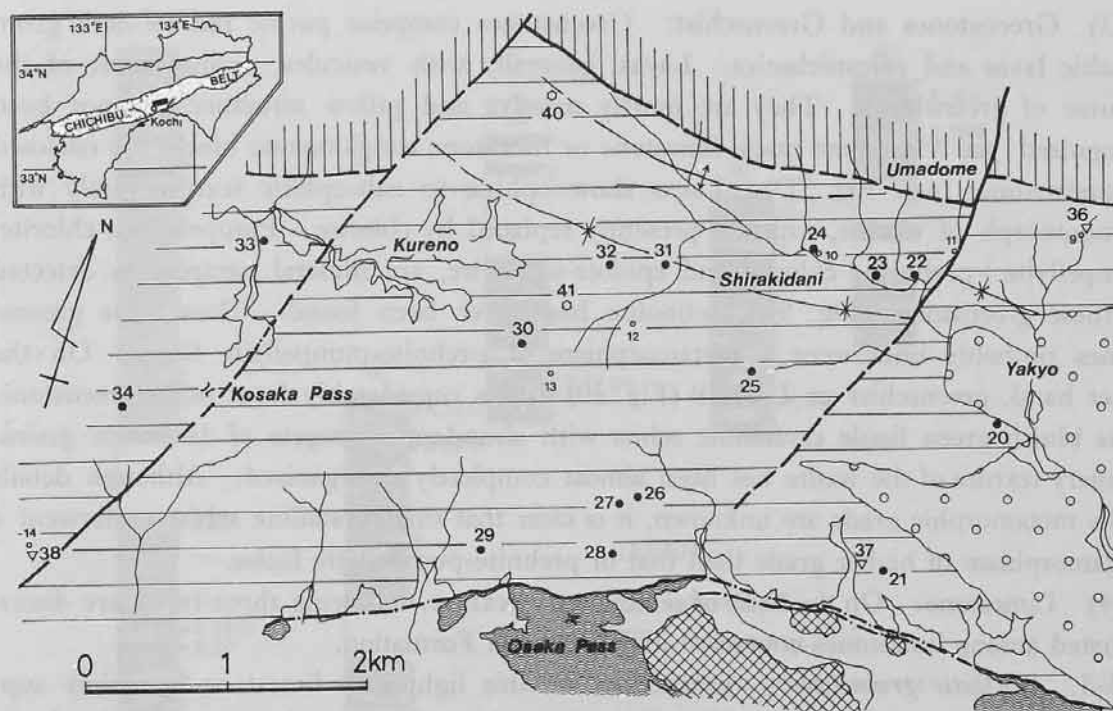 133°E 134°E
34°N
BELT
CHICHIBU
Kochi
33°N
N
40
Umadome
36
9
33
Kureno
32
31
24
10
11
23
22
Shirakidani
41
12
30
13
25
Yakyo
34
Kosaka Pass
20
27
26
14
38
29
28
37
21
0 1 2km
Osaka Pass